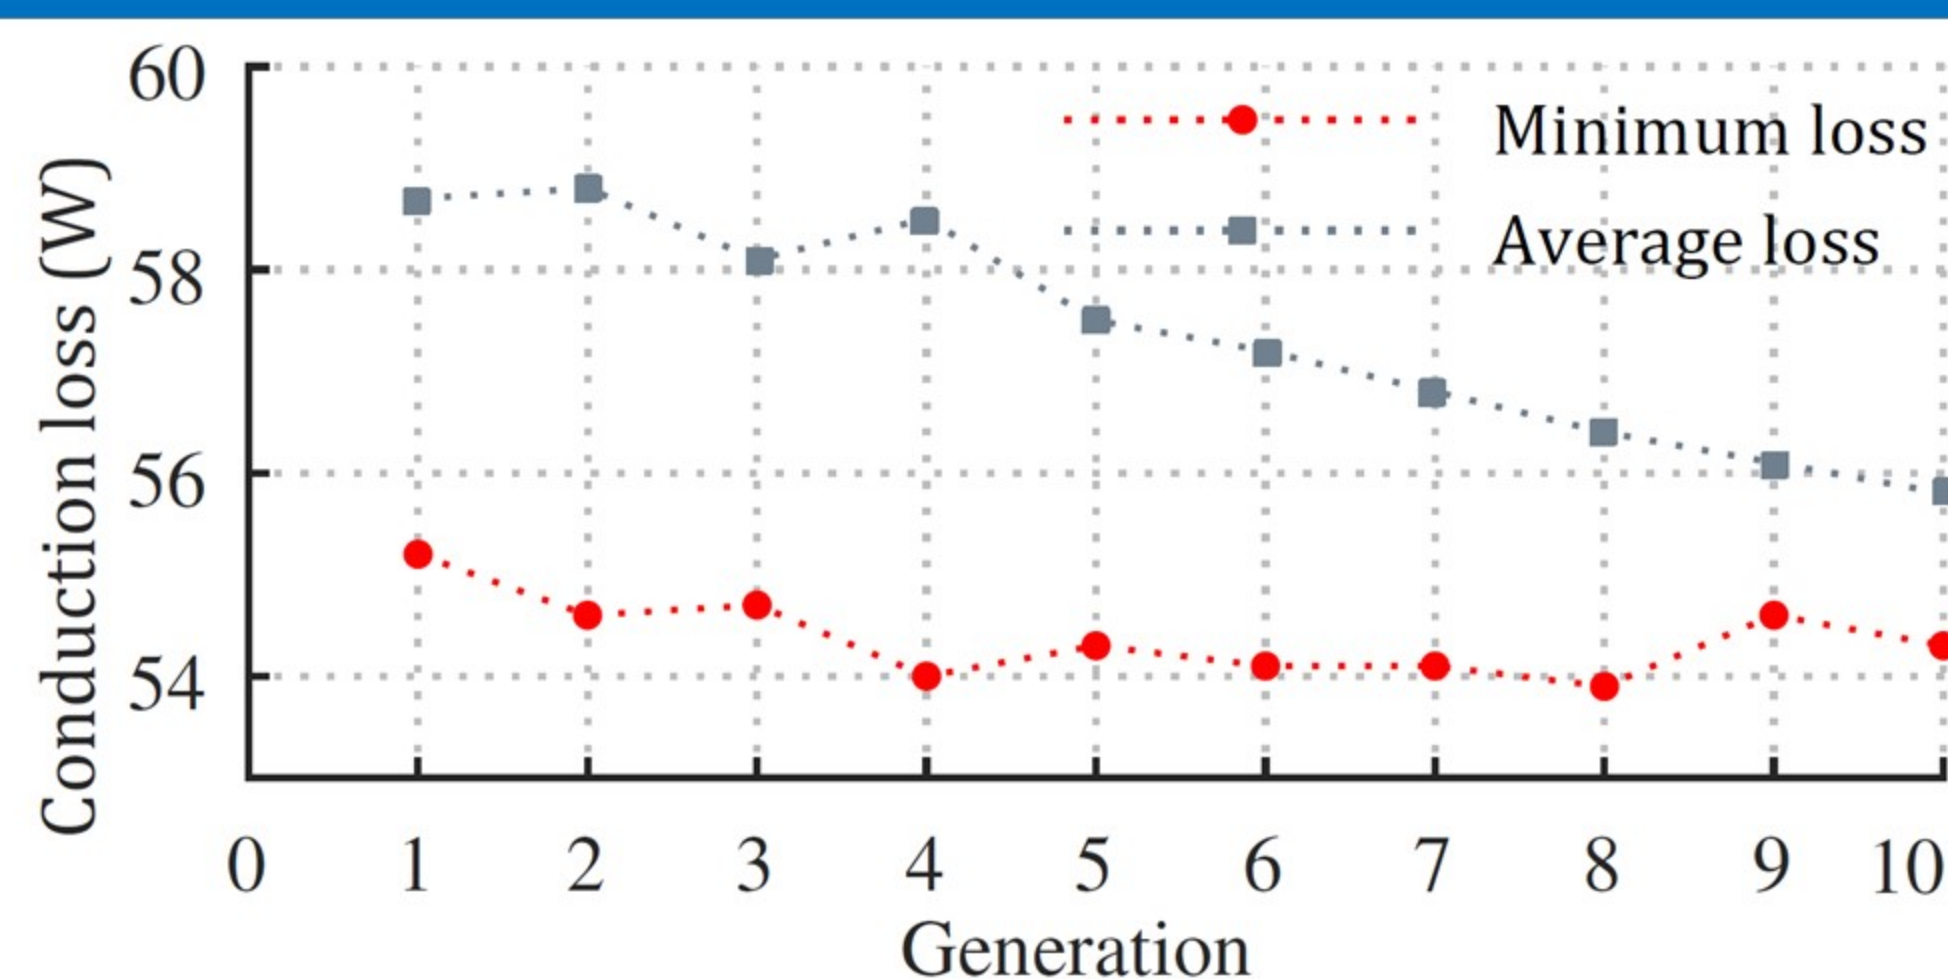 60
58
56
54
Conduction loss (W)
Minimum loss
Average loss
0 1 2 3 4 5 6 7 8 9 10
Generation